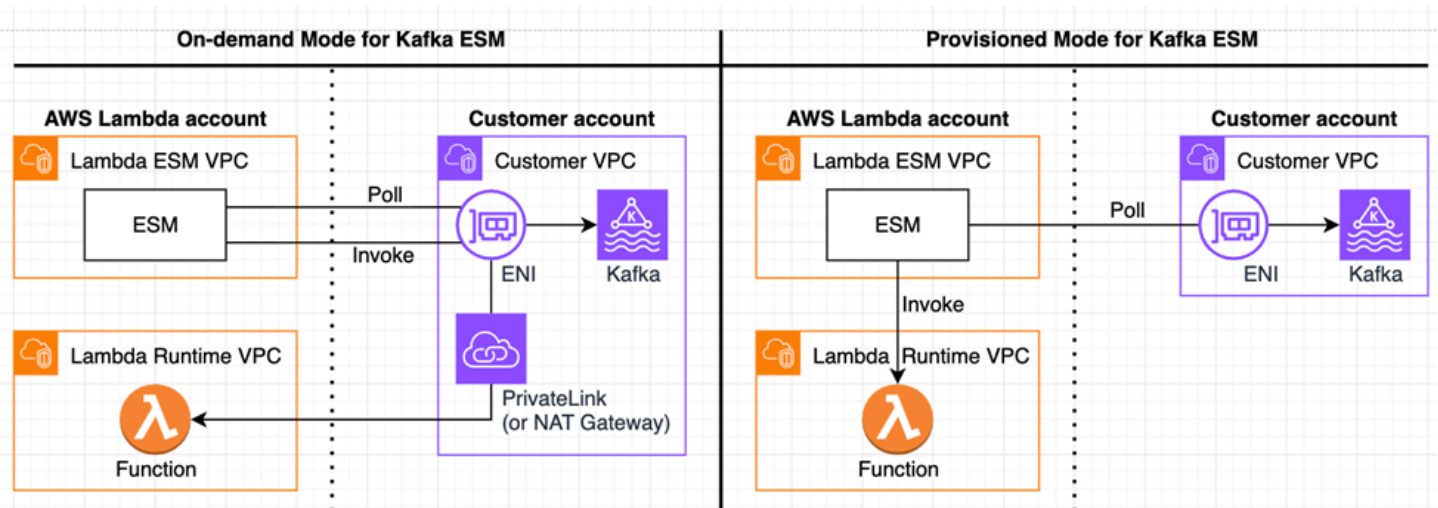 On-demand Mode for Kafka ESM
AWS Lambda account
Customer account
Lambda ESM VPC
Customer VPC
ESM
Poll
Invoke
ENI
K
Kafka
Lambda Runtime VPC
Function
PrivateLink
(or NAT Gateway)
Provisioned Mode for Kafka ESM
AWS Lambda account
Customer account
Lambda ESM VPC
Customer VPC
ESM
Poll
ENI
K
Kafka
Invoke
Lambda Runtime VPC
Function